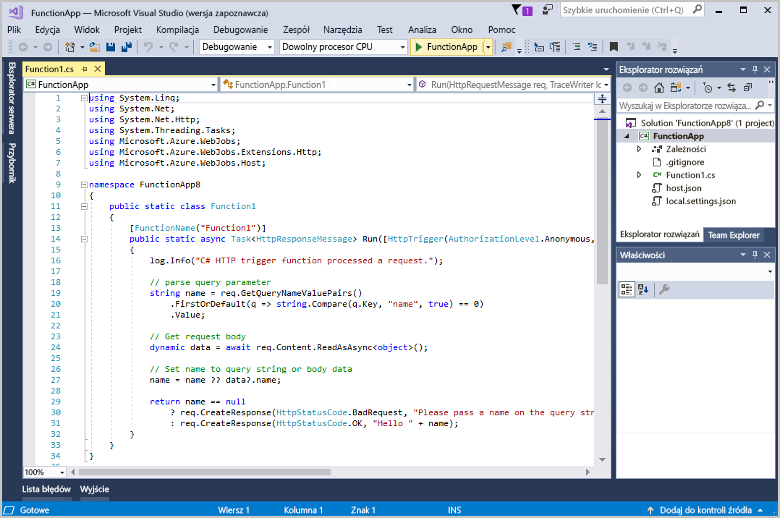 FunctionApp — Microsoft Visual Studio (wersja zapoznawcza)
1
Szybkie uruchomienie (Ctrl+Q)
Plik Edycja Widok Projekt Kompilacja Debugowanie Zespół Narzędzia Test Analiza Okno Pomoc
Debugowanie Dowolny procesor CPU FunctionApp
Eksplorator serwera
Przybornik
Function1.cs
FunctionApp FunctionApp.Function1 Run(HttpRequestMessage req, TraceWriter
1 using System.Linq;
2 using System.Net;
3 using System.Net.Http;
4 using System.Threading.Tasks;
5 using Microsoft.Azure.WebJobs;
6 using Microsoft.Azure.WebJobs.Extensions.Http;
7 using Microsoft.Azure.WebJobs.Host;
8
9 namespace FunctionApp8
10 {
11 public static class Function1
12 {
13 [FunctionName("Function1")]
14 public static async Task<HttpResponseMessage> Run([HttpTrigger(AuthorizationLevel.Anonymous,
15 {
16 log.Info("C# HTTP trigger function processed a request.");
17
18 // parse query parameter
19 string name = req.GetQueryNameValuePairs()
20 .FirstOrDefault(q => string.Compare(q.Key, "name", true) == 0)
21 .Value;
22
23 // Get request body
24 dynamic data = await req.Content.ReadAsAsync<object>();
25
26 // Set name to query string or body data
27 name = name ?? data?.name;
28
29 return name == null
30 ? req.CreateResponse(HttpStatusCode.BadRequest, "Please pass a name on the query str
31 : req.CreateResponse(HttpStatusCode.OK, "Hello " + name);
32 }
33 }
34 }
100%
Eksplorator rozwiązań
Wyszukaj w Eksploratorze rozwiąza...
Solution 'FunctionApp8' (1 project)
FunctionApp
Zależności
.gitignore
Function1.cs
host.json
local.settings.json
Eksplorator rozwiązań Team Explorer
Właściwości
Lista błędów Wyjście
Gotowe Wiersz 1 Kolumna 1 Znak 1 INS Dodaj do kontroli źródła